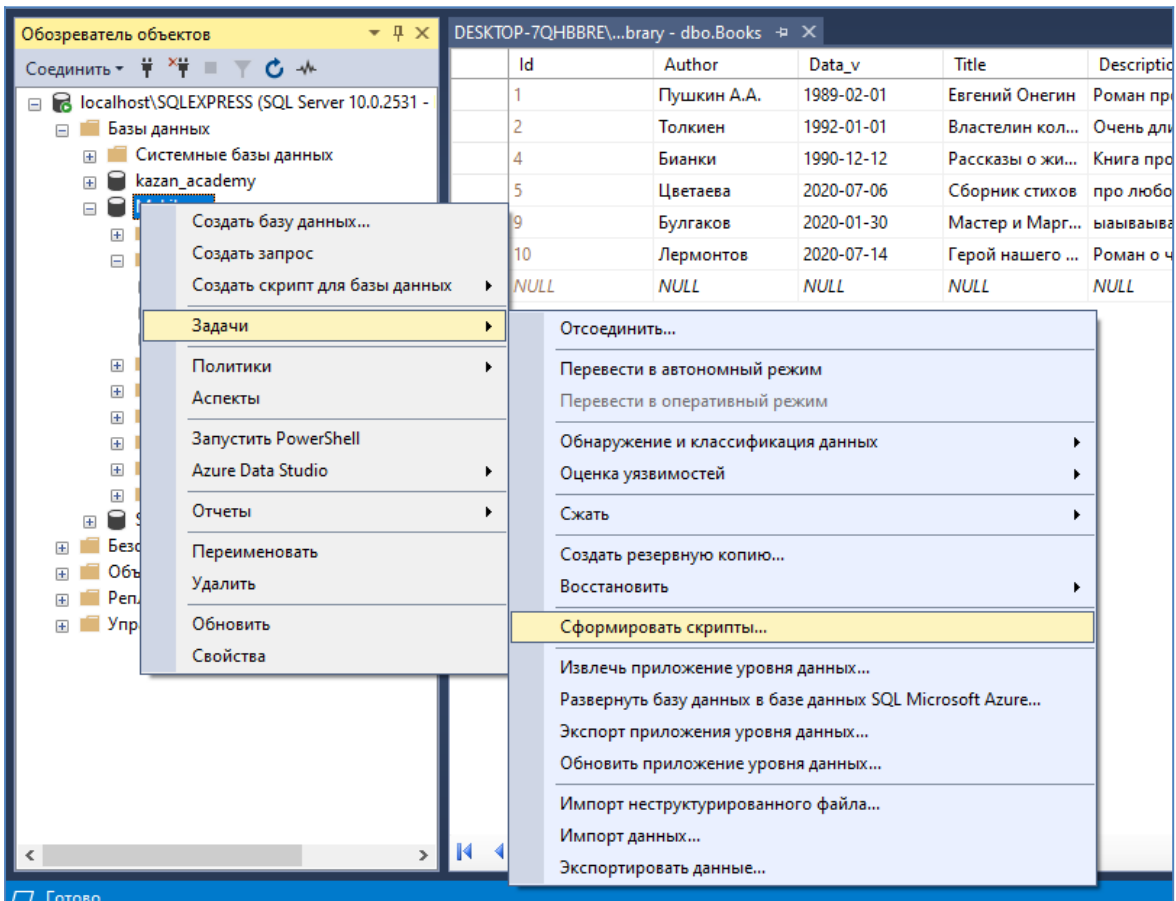 Обозреватель объектов
Соединить
localhost\SQLEXPRESS (SQL Server 10.0.2531 -
Базы данных
Системные базы данных
kazan_academy
Создать базу данных...
Создать запрос
Создать скрипт для базы данных
Задачи
Политики
Аспекты
Запустить PowerShell
Azure Data Studio
Отчеты
Переименовать
Удалить
Обновить
Свойства
Отсоединить...
Перевести в автономный режим
Перевести в оперативный режим
Обнаружение и классификация данных
Оценка уязвимостей
Сжать
Создать резервную копию...
Восстановить
Сформировать скрипты...
Извлечь приложение уровня данных...
Развернуть базу данных в базе данных SQL Microsoft Azure...
Экспорт приложения уровня данных...
Обновить приложение уровня данных...
Импорт неструктурированного файла...
Импорт данных...
Экспортировать данные...
DESKTOP-7QHBBRE\...brary - dbo.Books
Id Author Data_v Title Descriptio
1 Пушкин А.А. 1989-02-01 Евгений Онегин Роман пр
2 Толкиен 1992-01-01 Властелин кол... Очень дли
4 Бианки 1990-12-12 Рассказы о жи... Книга про
5 Цветаева 2020-07-06 Сборник стихов про любо
9 Булгаков 2020-01-30 Мастер и Марг... ыаываыва
10 Лермонтов 2020-07-14 Герой нашего ... Роман о ч
NULL NULL NULL NULL NULL
Готово